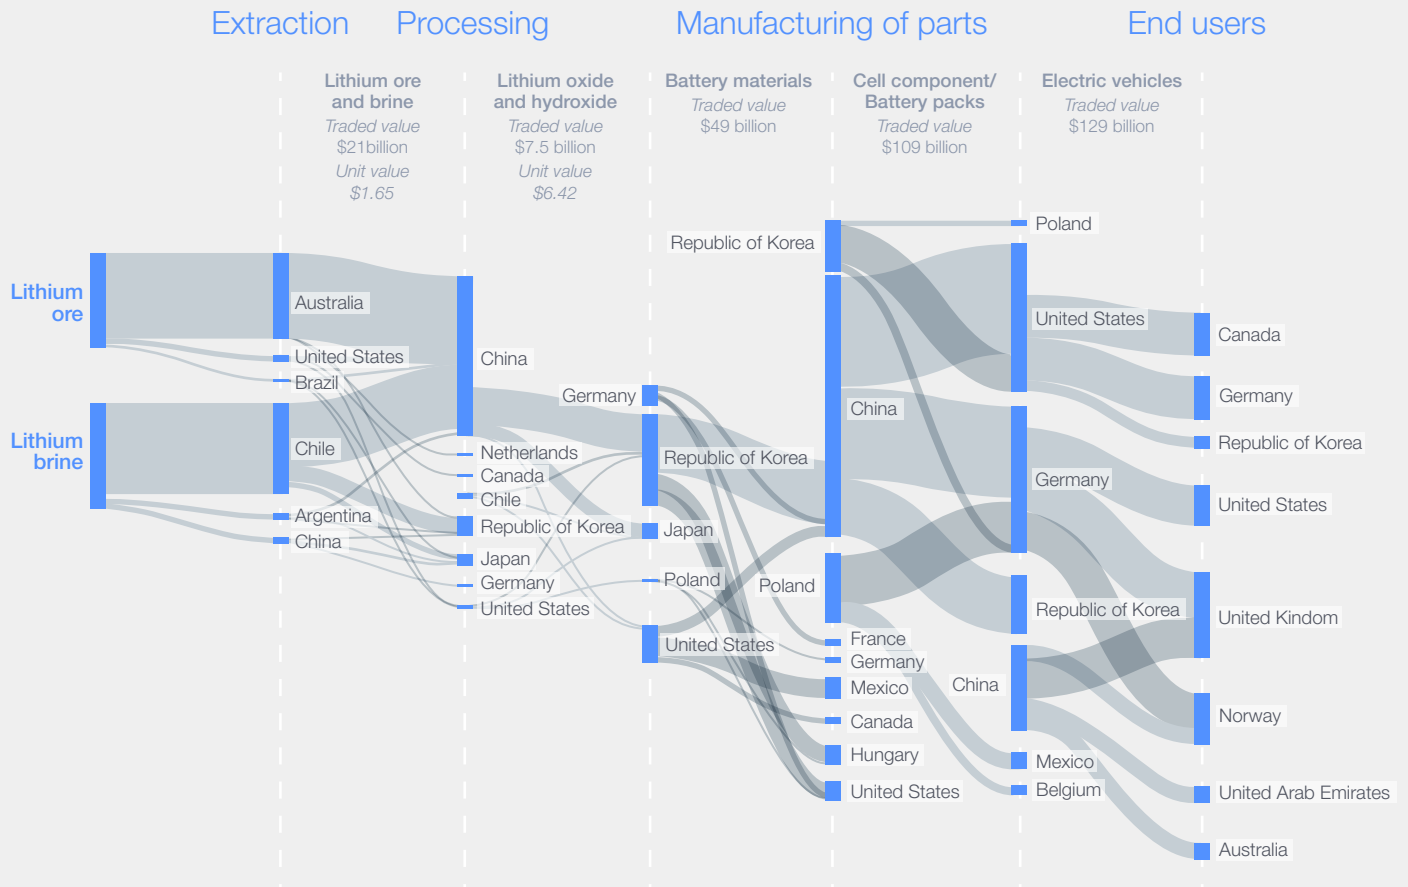 Extraction
Processing
Manufacturing of parts
End users
Lithium ore
and brine
Traded value
$21billion
Unit value
$1.65
Lithium oxide
and hydroxide
Traded value
$7.5 billion
Unit value
$6.42
Battery materials
Traded value
$49 billion
Cell component/
Battery packs
Traded value
$109 billion
Electric vehicles
Traded value
$129 billion
Lithium
ore
Lithium
brine
Australia
United States
Brazil
Chile
Argentina
China
China
Netherlands
Canada
Chile
Republic of Korea
Japan
Germany
United States
Germany
Republic of Korea
Japan
Poland
United States
Republic of Korea
China
Poland
France
Germany
Mexico
Canada
Hungary
United States
Poland
United States
Germany
Republic of Korea
China
Mexico
Belgium
Canada
Germany
Republic of Korea
United States
United Kindom
Norway
United Arab Emirates
Australia